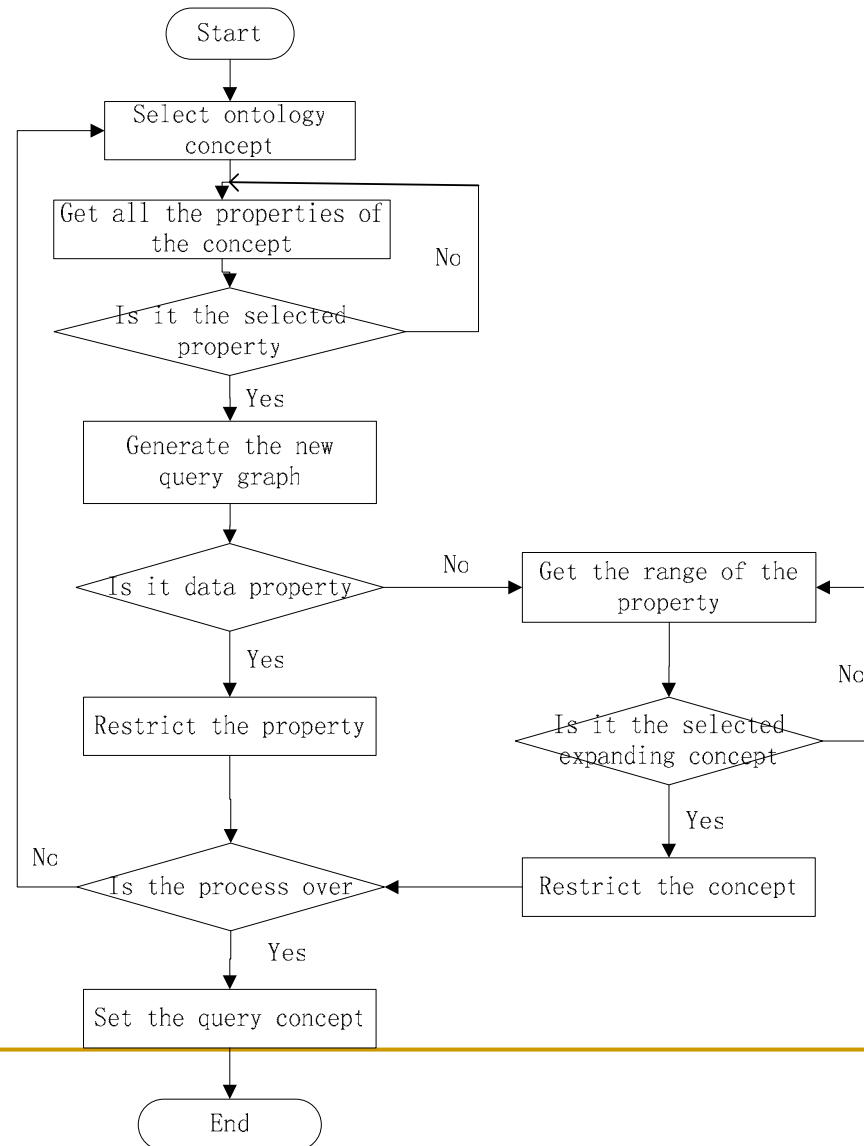 Start
Select ontology
concept
Get all the properties of
the concept
No
Is it the selected
property
Yes
Generate the new
query graph
Is it data property
No
Get the range of the
property
Yes
No
Restrict the property
Is it the selected
expanding concept
Yes
No
Is the process over
Restrict the concept
Yes
Set the query concept
End